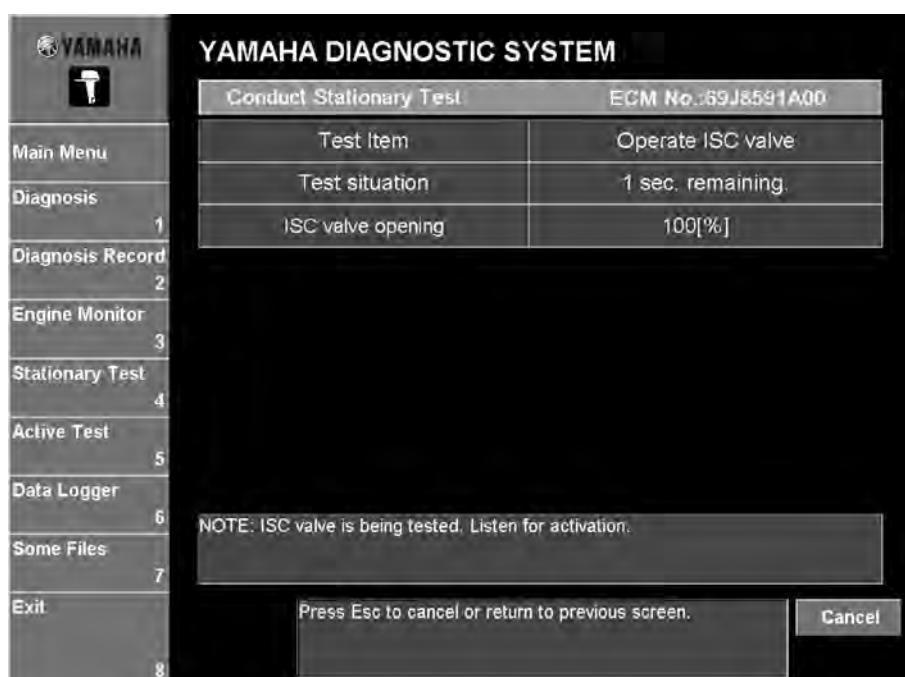 YAMAHA
YAMAHA DIAGNOSTIC SYSTEM
Conduct Stationary Test ECM No.:69J8591A00
Test Item Operate ISC valve
Test situation 1 sec. remaining.
ISC valve opening 100[%]
Main Menu
Diagnosis
1
Diagnosis Record
2
Engine Monitor
3
Stationary Test
4
Active Test
5
Data Logger
6
Some Files
7
Exit
8
NOTE: ISC valve is being tested. Listen for activation.
Press Esc to cancel or return to previous screen.
Cancel